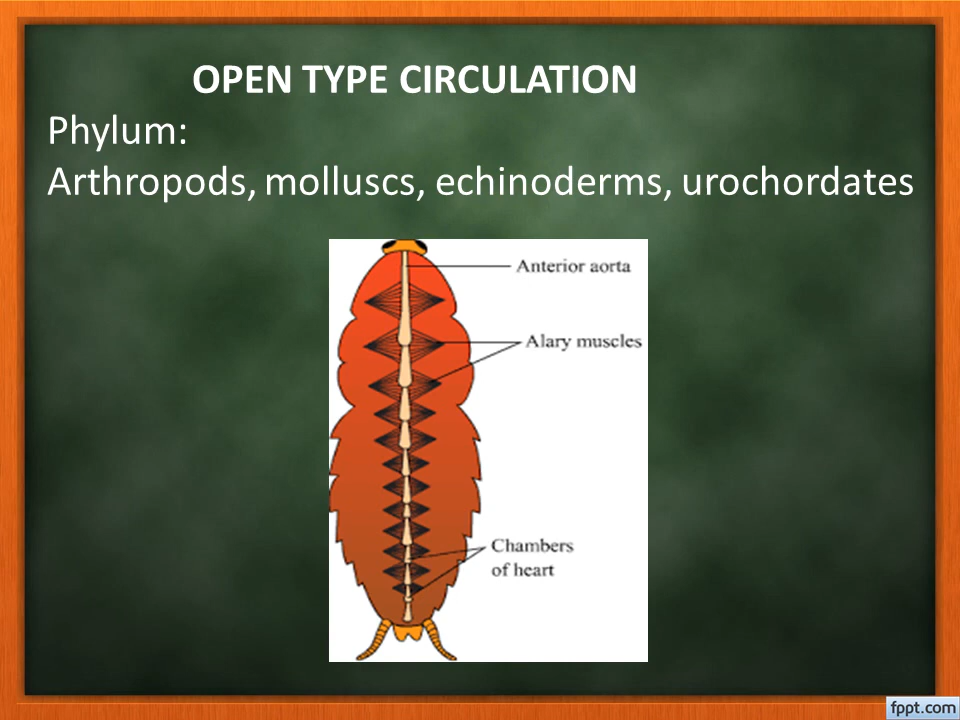 OPEN TYPE CIRCULATION
Phylum:
Arthropods, molluscs, echinoderms, urochordates
Anterior aorta
Alary muscles
Chambers
of heart
fppt.com